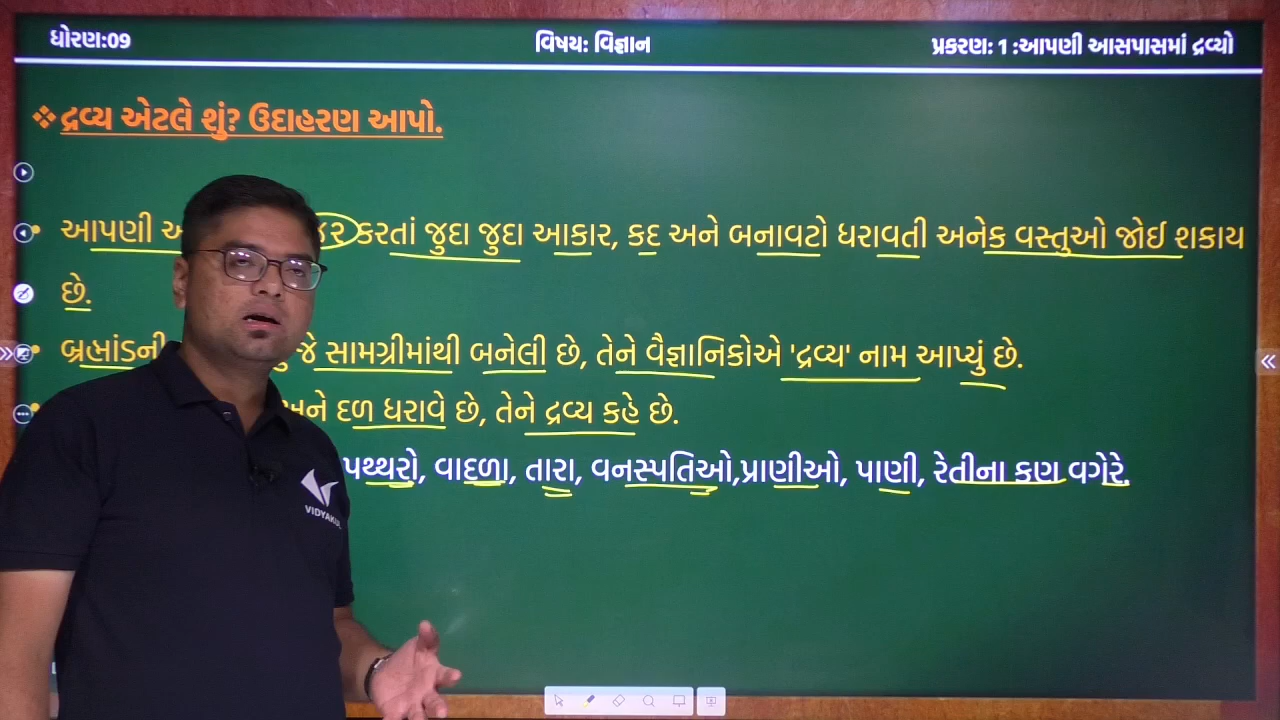 ધોરણ:09 વિષય: વિજ્ઞાન પ્રકરણ: 1 :આપણી આસપાસમાં દ્રવ્યો
❖ દ્રવ્ય એટલે શું? ઉદાહરણ આપો.
આપણી કરતાં જુદા જુદા આકાર, કદ અને બનાવટો ધરાવતી અનેક વસ્તુઓ જોઈ શકાય
છે.
બ્રહ્માંડની જે સામગ્રીમાંથી બનેલી છે, તેને વૈજ્ઞાનિકોએ 'દ્રવ્ય' નામ આપ્યું છે.
અને દળ ધરાવે છે, તેને દ્રવ્ય કહે છે.
પથ્થરો, વાદળા, તારા, વનસ્પતિઓ,પ્રાણીઓ, પાણી, રેતીના કણ વગેરે.
VIDYAKUL